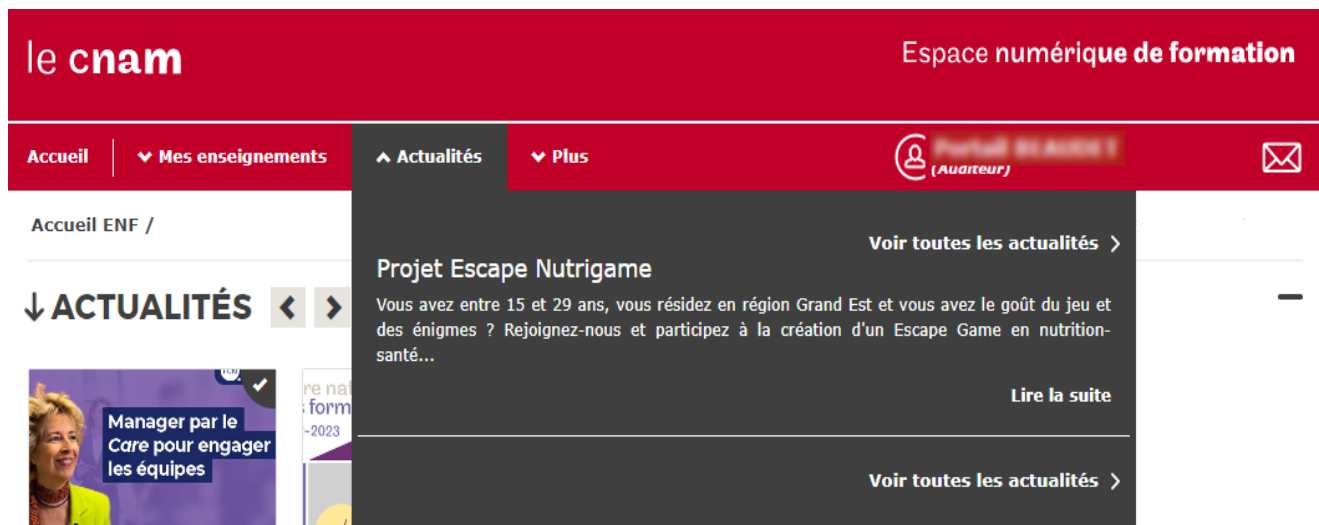 le cnam
Espace numérique de formation
Accueil
Mes enseignements
Actualités
Plus
(Auditeur)
Accueil ENF /
Voir toutes les actualités
Projet Escape Nutrigame
Vous avez entre 15 et 29 ans, vous résidez en région Grand Est et vous avez le goût du jeu et
des énigmes ? Rejoignez-nous et participez à la création d'un Escape Game en nutrition-
santé...
Lire la suite
Voir toutes les actualités
ACTUALITÉS
Manager par le
Care pour engager
les équipes
re nat
form
-2023